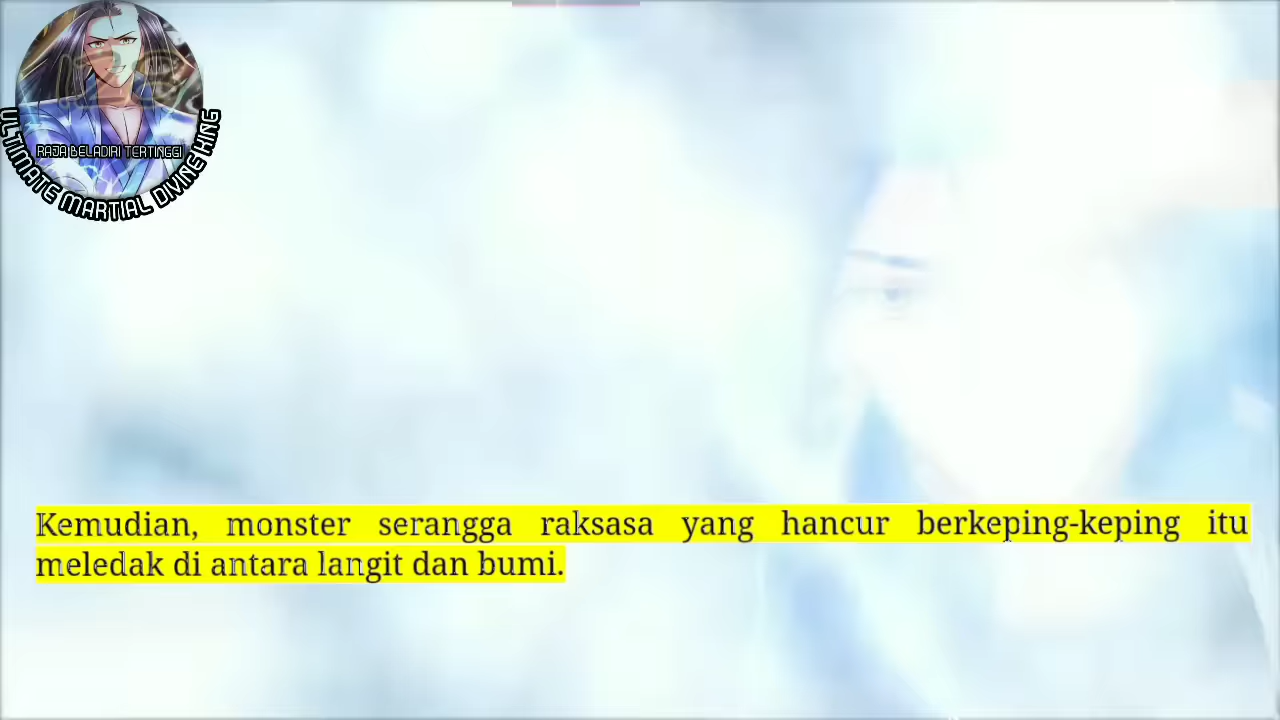 RAJA BELADIRI TERTINGGI
ULTIMATE MARTIAL DIVINE KING
Kemudian, monster serangga raksasa yang hancur berkeping-keping itu
meledak di antara langit dan bumi.